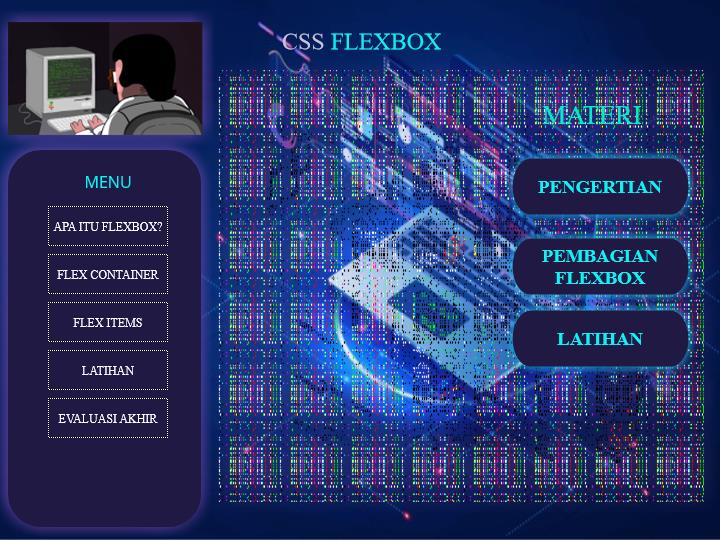 CSS FLEXBOX
MENU
APA ITU FLEXBOX?
FLEX CONTAINER
FLEX ITEMS
LATIHAN
EVALUASI AKHIR
MATERI
PENGERTIAN
PEMBAGIAN
FLEXBOX
LATIHAN